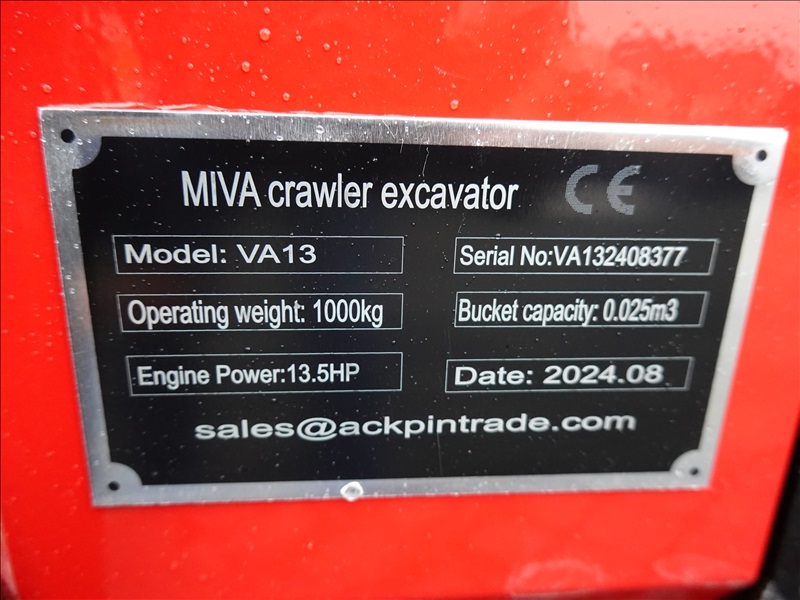 MIVA crawler excavator CE
Model: VA13
Serial No:VA132408377
Operating weight: 1000kg
Bucket capacity: 0.025m3
Engine Power:13.5HP
Date: 2024.08
sales@ackpintrade.com